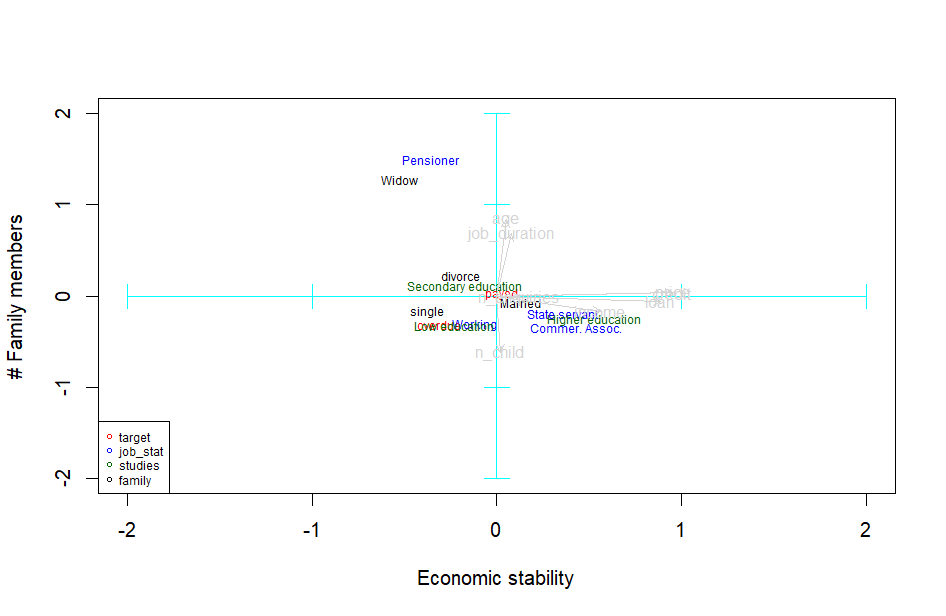 # Family members
2
1
0
-1
-2
Pensioner
Widow
age
job_duration
divorce
Secondary education
Married
loan
single
State servant
Higher education
Low education
Working
Commer. Assoc.
n_child
target
job_stat
studies
family
-2
-1
0
1
2
Economic stability